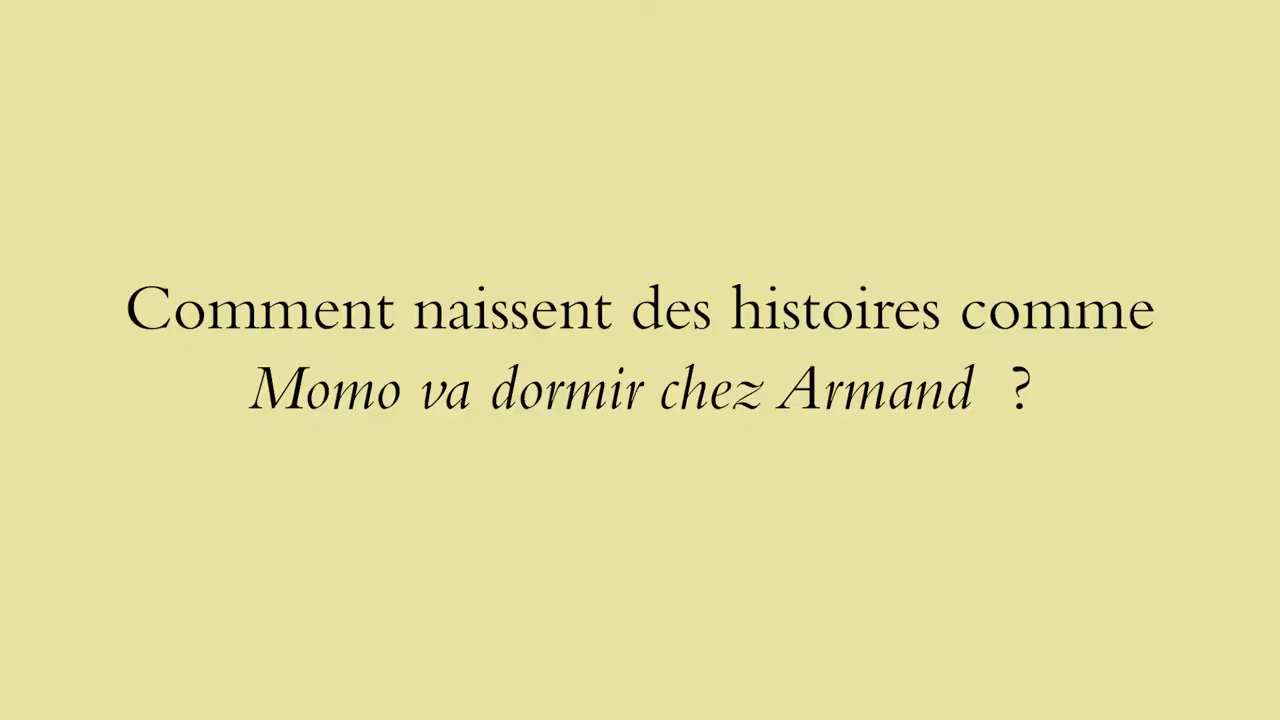 Comment naissent des histoires comme
Momo va dormir chez Armand ?